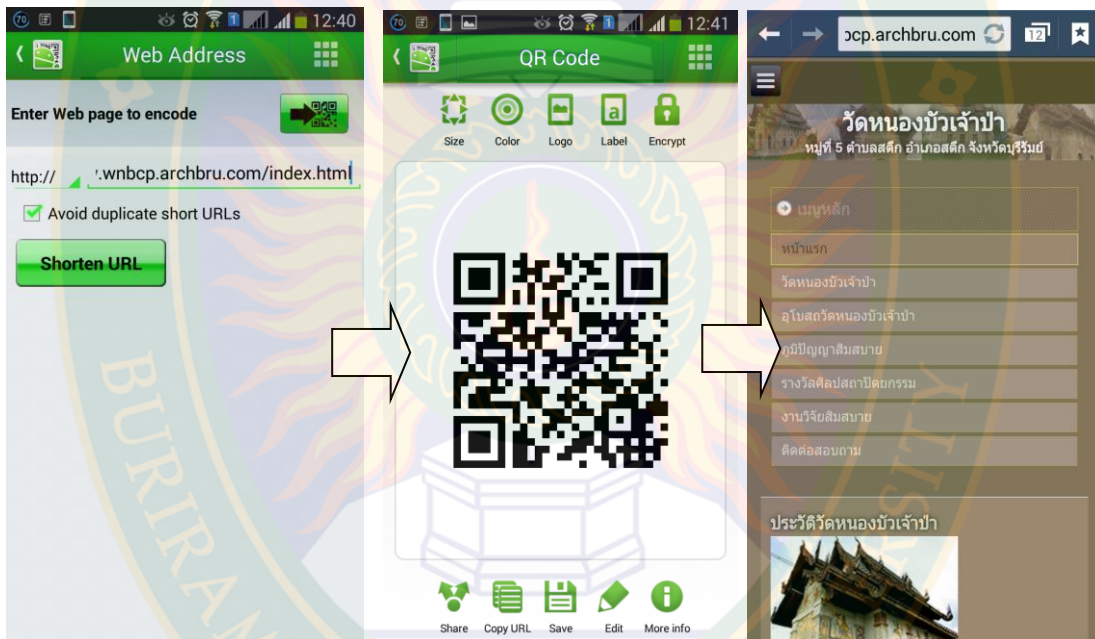 70 1 12:40
Web Address
Enter Web page to encode
http:// .wnbcp.archbru.com/index.html
Avoid duplicate short URLs
Shorten URL
70 1 12:41
QR Code
Size Color Logo Label Encrypt
Share Copy URL Save Edit More info
ɔcp.archbru.com 12
วัดหนองบัวเจ้าป่า
หมู่ที่ 5 ตำบลสตึก อำเภอสตึก จังหวัดบุรีรัมย์
เมนูหลัก
หน้าแรก
วัดหนองบัวเจ้าป่า
อุโบสถวัดหนองบัวเจ้าป่า
ภูมิปัญญาสิมสบาย
รางวัลศิลปสถาปัตยกรรม
งานวิจัยสิมสบาย
ติดต่อสอบถาม
ประวัติวัดหนองบัวเจ้าป่า
BURIRAM
SITY